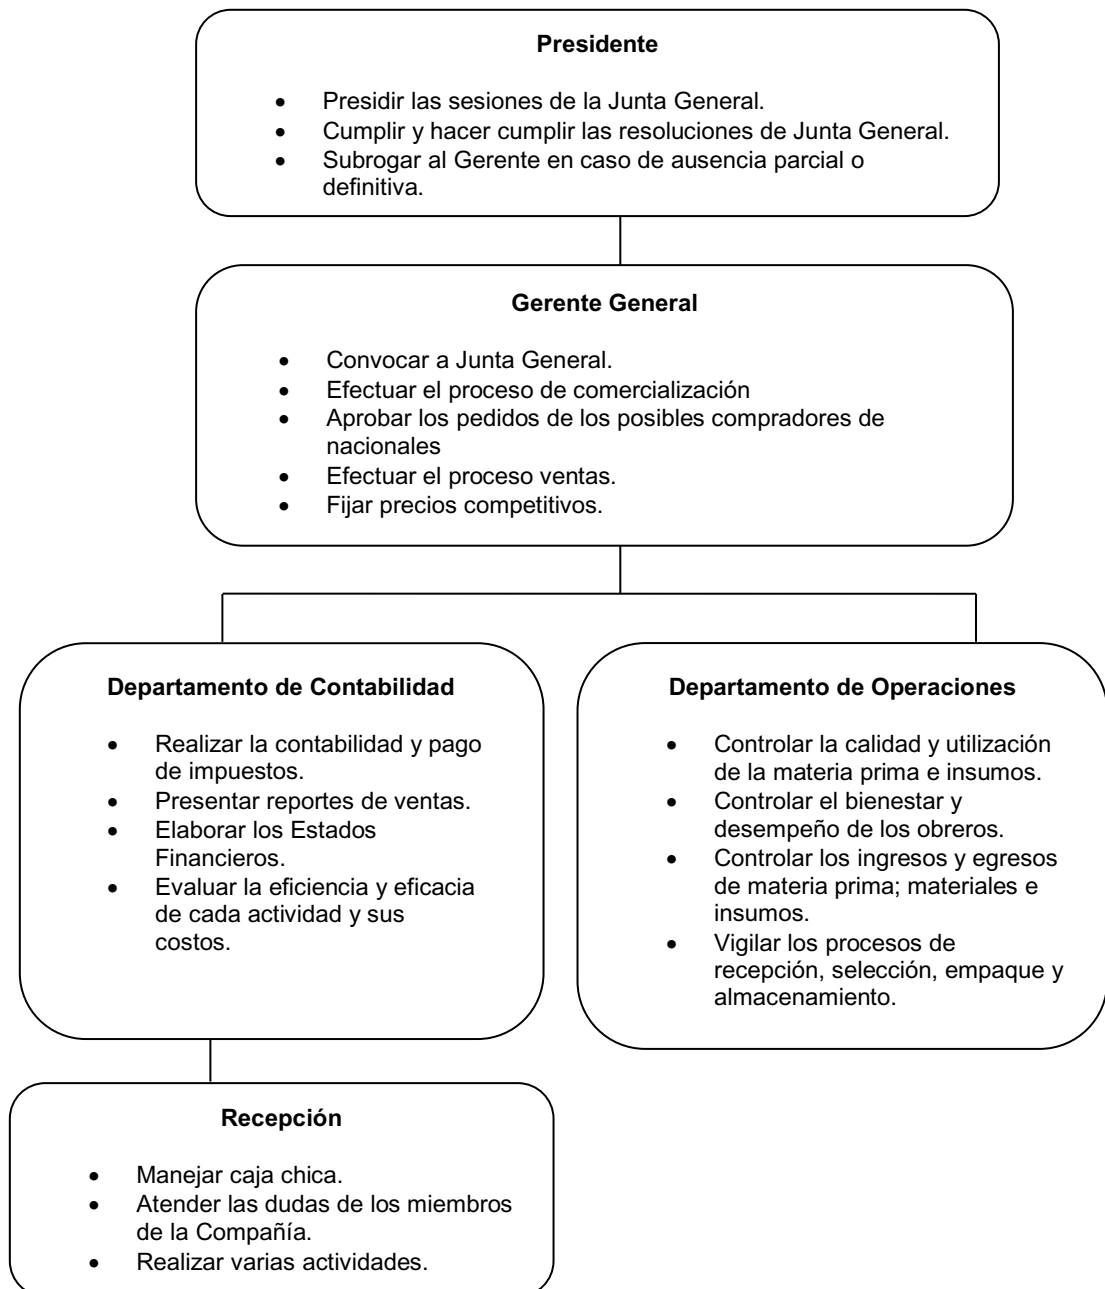 Presidente
• Presidir las sesiones de la Junta General.
• Cumplir y hacer cumplir las resoluciones de Junta General.
• Subrogar al Gerente en caso de ausencia parcial o
definitiva.
Gerente General
• Convocar a Junta General.
• Efectuar el proceso de comercialización
• Aprobar los pedidos de los posibles compradores de
nacionales
• Efectuar el proceso ventas.
• Fijar precios competitivos.
Departamento de Contabilidad
• Realizar la contabilidad y pago
de impuestos.
• Presentar reportes de ventas.
• Elaborar los Estados
Financieros.
• Evaluar la eficiencia y eficacia
de cada actividad y sus
costos.
Departamento de Operaciones
• Controlar la calidad y utilización
de la materia prima e insumos.
• Controlar el bienestar y
desempeño de los obreros.
• Controlar los ingresos y egresos
de materia prima; materiales e
insumos.
• Vigilar los procesos de
recepción, selección, empaque y
almacenamiento.
Recepción
• Manejar caja chica.
• Atender las dudas de los miembros
de la Compañía.
• Realizar varias actividades.